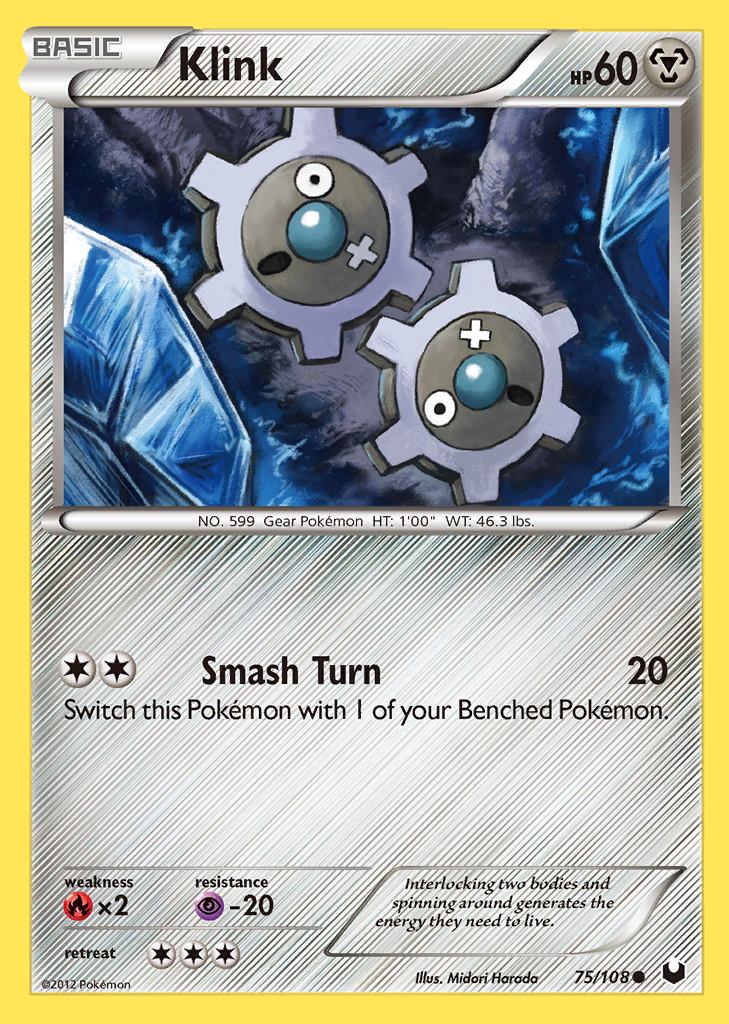 BASIC
Klink
HP60
NO. 599 Gear Pokémon HT: 1'00" WT: 46.3 lbs.
Smash Turn 20
Switch this Pokémon with 1 of your Benched Pokémon.
weakness resistance
×2 -20
Interlocking two bodies and
spinning around generates the
energy they need to live.
retreat
Illus. Midori Harada 75/108
©2012 Pokémon